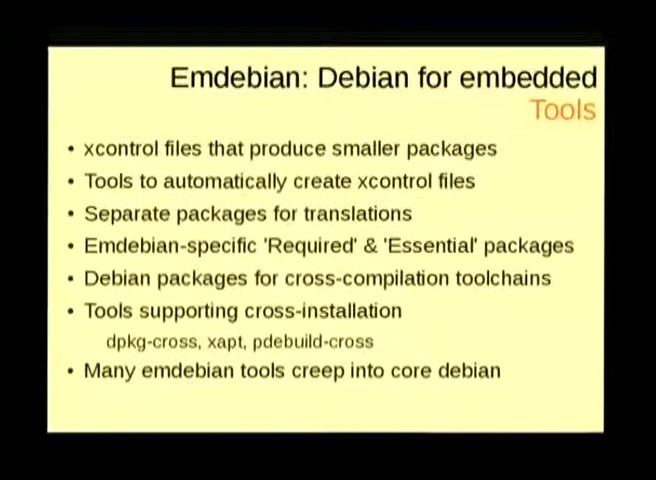 Emdebian: Debian for embedded
Tools
• xcontrol files that produce smaller packages
• Tools to automatically create xcontrol files
• Separate packages for translations
• Emdebian-specific 'Required' & 'Essential' packages
• Debian packages for cross-compilation toolchains
• Tools supporting cross-installation
dpkg-cross, xapt, pdebuild-cross
• Many emdebian tools creep into core debian